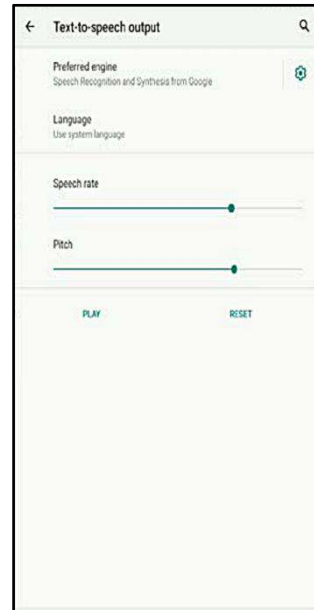 Text-to-speech output
Preferred engine
Speech Recognition and Synthesis from Google
Language
Use system language
Speech rate
Pitch
PLAY
RESET